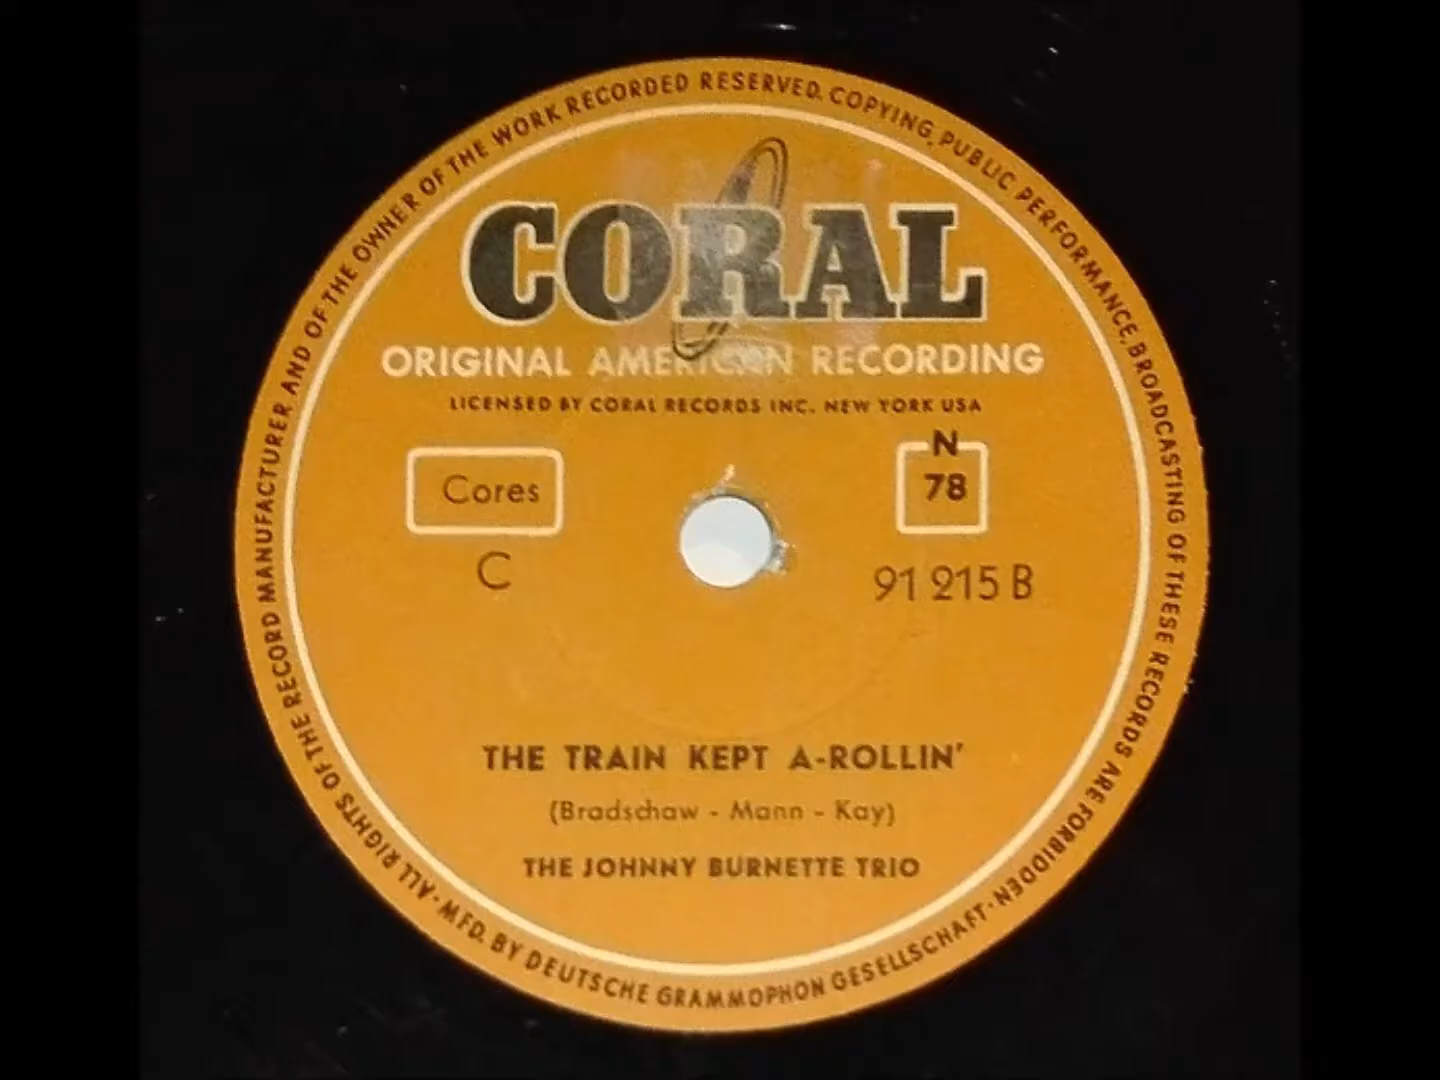 ALL RIGHTS OF THE RECORD MANUFACTURER AND OF THE OWNER OF THE WORK RECORDED RESERVED. COPYING, PUBLIC PERFORMANCE, BROADCASTING OF THESE RECORDS ARE FORBIDDEN · MFD. BY DEUTSCHE GRAMMOPHON GESELLSCHAFT ·
CORAL
ORIGINAL AMERICAN RECORDING
LICENSED BY CORAL RECORDS INC. NEW YORK USA
N
Cores 78
C 91 215 B
THE TRAIN KEPT A-ROLLIN'
(Bradschaw - Mann - Kay)
THE JOHNNY BURNETTE TRIO